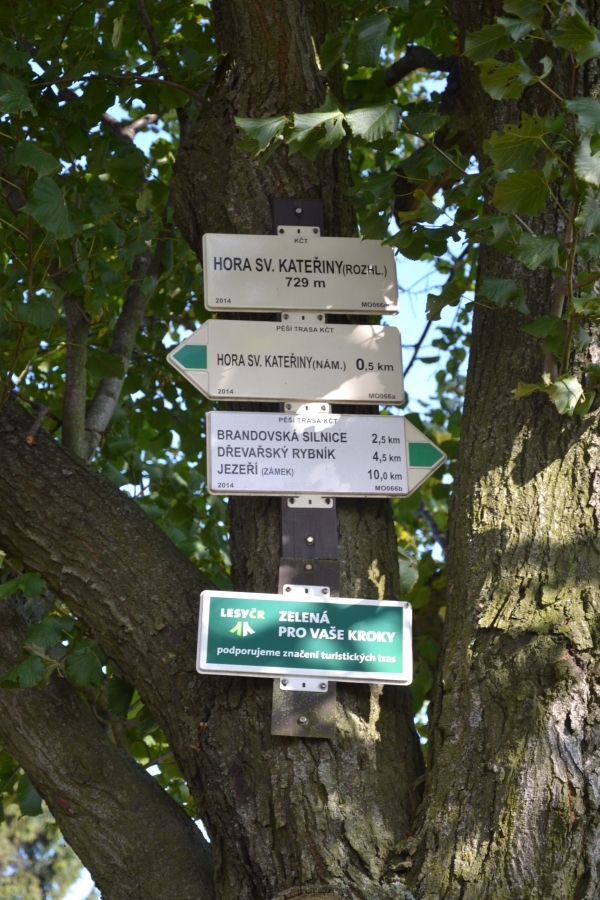 KČT
HORA SV. KATEŘINY(ROZHL.)
729 m
2014 MO066
PĚŠÍ TRASA KČT
HORA SV. KATEŘINY(NÁM.) 0,5 km
2014 MO066a
PĚŠÍ TRASA KČT
BRANDOVSKÁ SILNICE 2,5 km
DŘEVAŘSKÝ RYBNÍK 4,5 km
JEZEŘÍ (ZÁMEK) 10,0 km
2014 MO066b
LESYČR ZELENÁ
PRO VAŠE KROKY
podporujeme značení turistických tras